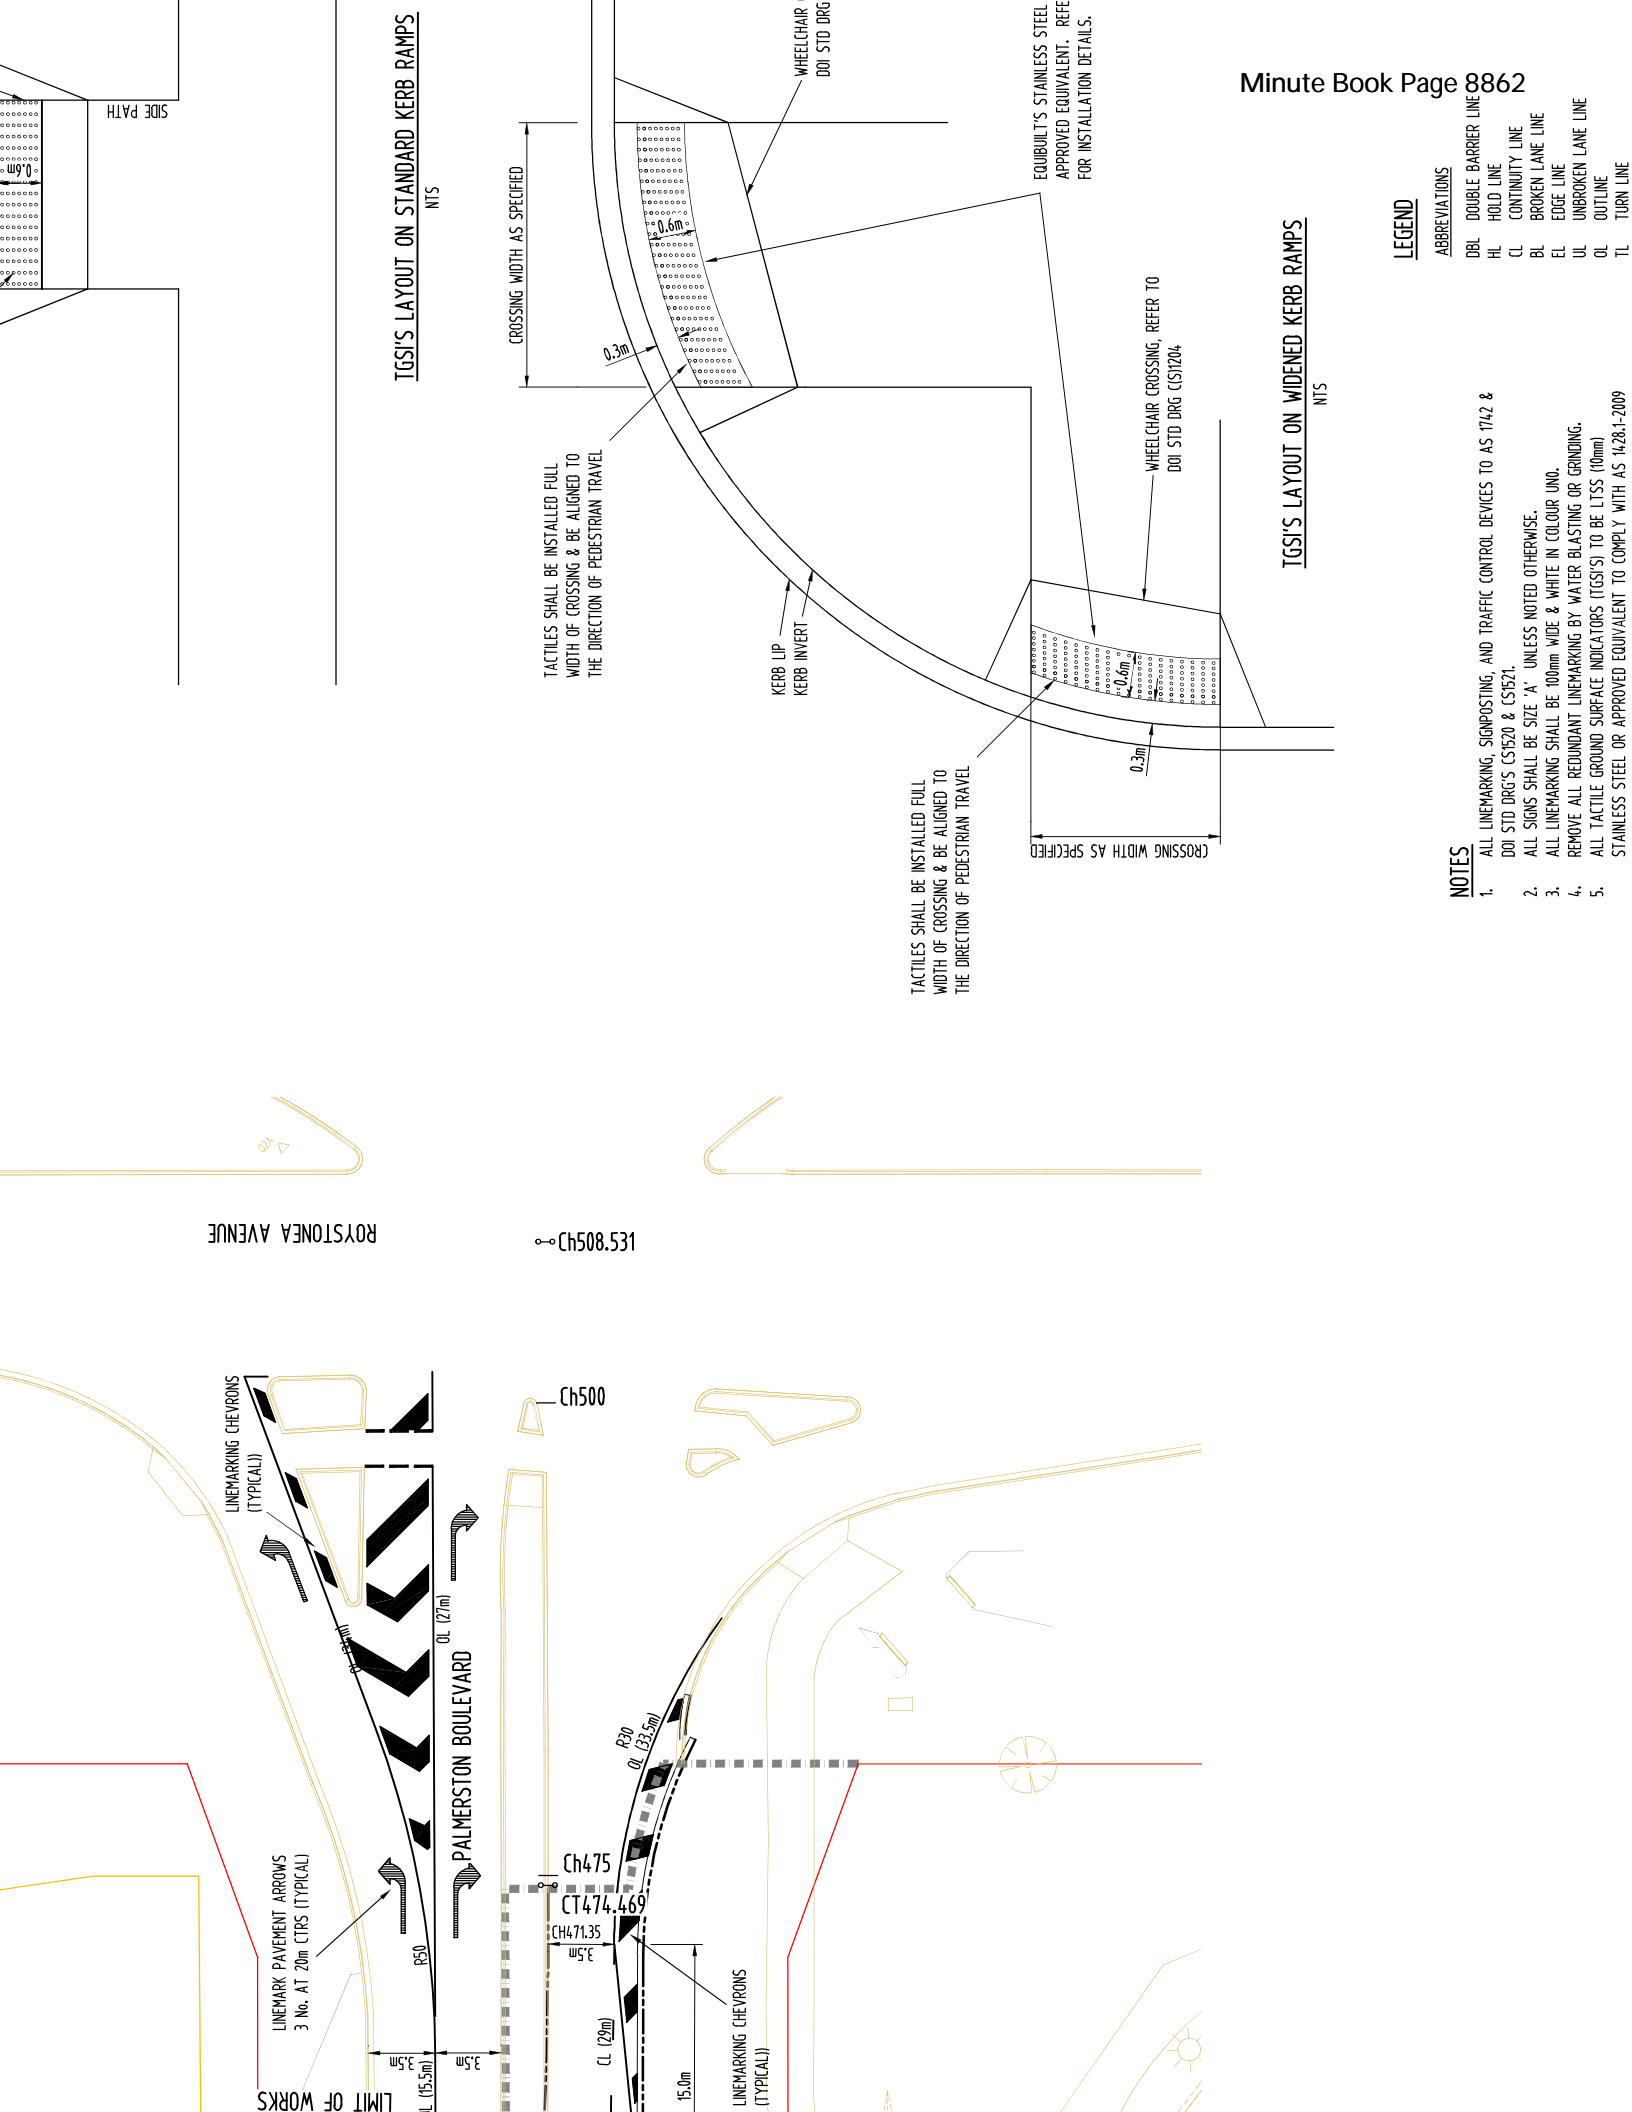 Minute Book Page 8862
SIDE PATH
0.6m
TGSI'S LAYOUT ON STANDARD KERB RAMPS
NTS
CROSSING WIDTH AS SPECIFIED
WHEELCHAIR
DOI STD DRG
EQUIBUILT'S STAINLESS STEEL
APPROVED EQUIVALENT. REFE
FOR INSTALLATION DETAILS.
0.6m
0.3m
TACTILES SHALL BE INSTALLED FULL
WIDTH OF CROSSING & BE ALIGNED TO
THE DIRECTION OF PEDESTRIAN TRAVEL
KERB LIP
KERB INVERT
WHEELCHAIR CROSSING, REFER TO
DOI STD DRG C(S)1204
0.6m
0.3m
TACTILES SHALL BE INSTALLED FULL
WIDTH OF CROSSING & BE ALIGNED TO
THE DIRECTION OF PEDESTRIAN TRAVEL
CROSSING WIDTH AS SPECIFIED
TGSI'S LAYOUT ON WIDENED KERB RAMPS
NTS
LEGEND
ABBREVIATIONS
DBL DOUBLE BARRIER LINE
HL HOLD LINE
CL CONTINUITY LINE
BL BROKEN LANE LINE
EL EDGE LINE
UL UNBROKEN LANE LINE
OL OUTLINE
TL TURN LINE
NOTES
1. ALL LINEMARKING, SIGNPOSTING, AND TRAFFIC CONTROL DEVICES TO AS 1742 &
DOI STD DRG'S CS1520 & CS1521.
2. ALL SIGNS SHALL BE SIZE 'A' UNLESS NOTED OTHERWISE.
3. ALL LINEMARKING SHALL BE 100mm WIDE & WHITE IN COLOUR UNO.
4. REMOVE ALL REDUNDANT LINEMARKING BY WATER BLASTING OR GRINDING.
5. ALL TACTILE GROUND SURFACE INDICATORS (TGSI'S) TO BE LTSS (10mm)
STAINLESS STEEL OR APPROVED EQUIVALENT TO COMPLY WITH AS 1428.1-2009
ROYSTONEA AVENUE
Ch508.531
Ch500
LINEMARKING CHEVRONS
(TYPICAL))
OL (27m)
PALMERSTON BOULEVARD
R30
OL (33.5m)
Ch475
CT474.469
CH471.35
3.5m
LINEMARK PAVEMENT ARROWS
3 No. AT 20m CTRS (TYPICAL)
R50
3.5m
3.5m
LIMIT OF WORKS
(15.5m)
CL (29m)
15.0m
LINEMARKING CHEVRONS
(TYPICAL))